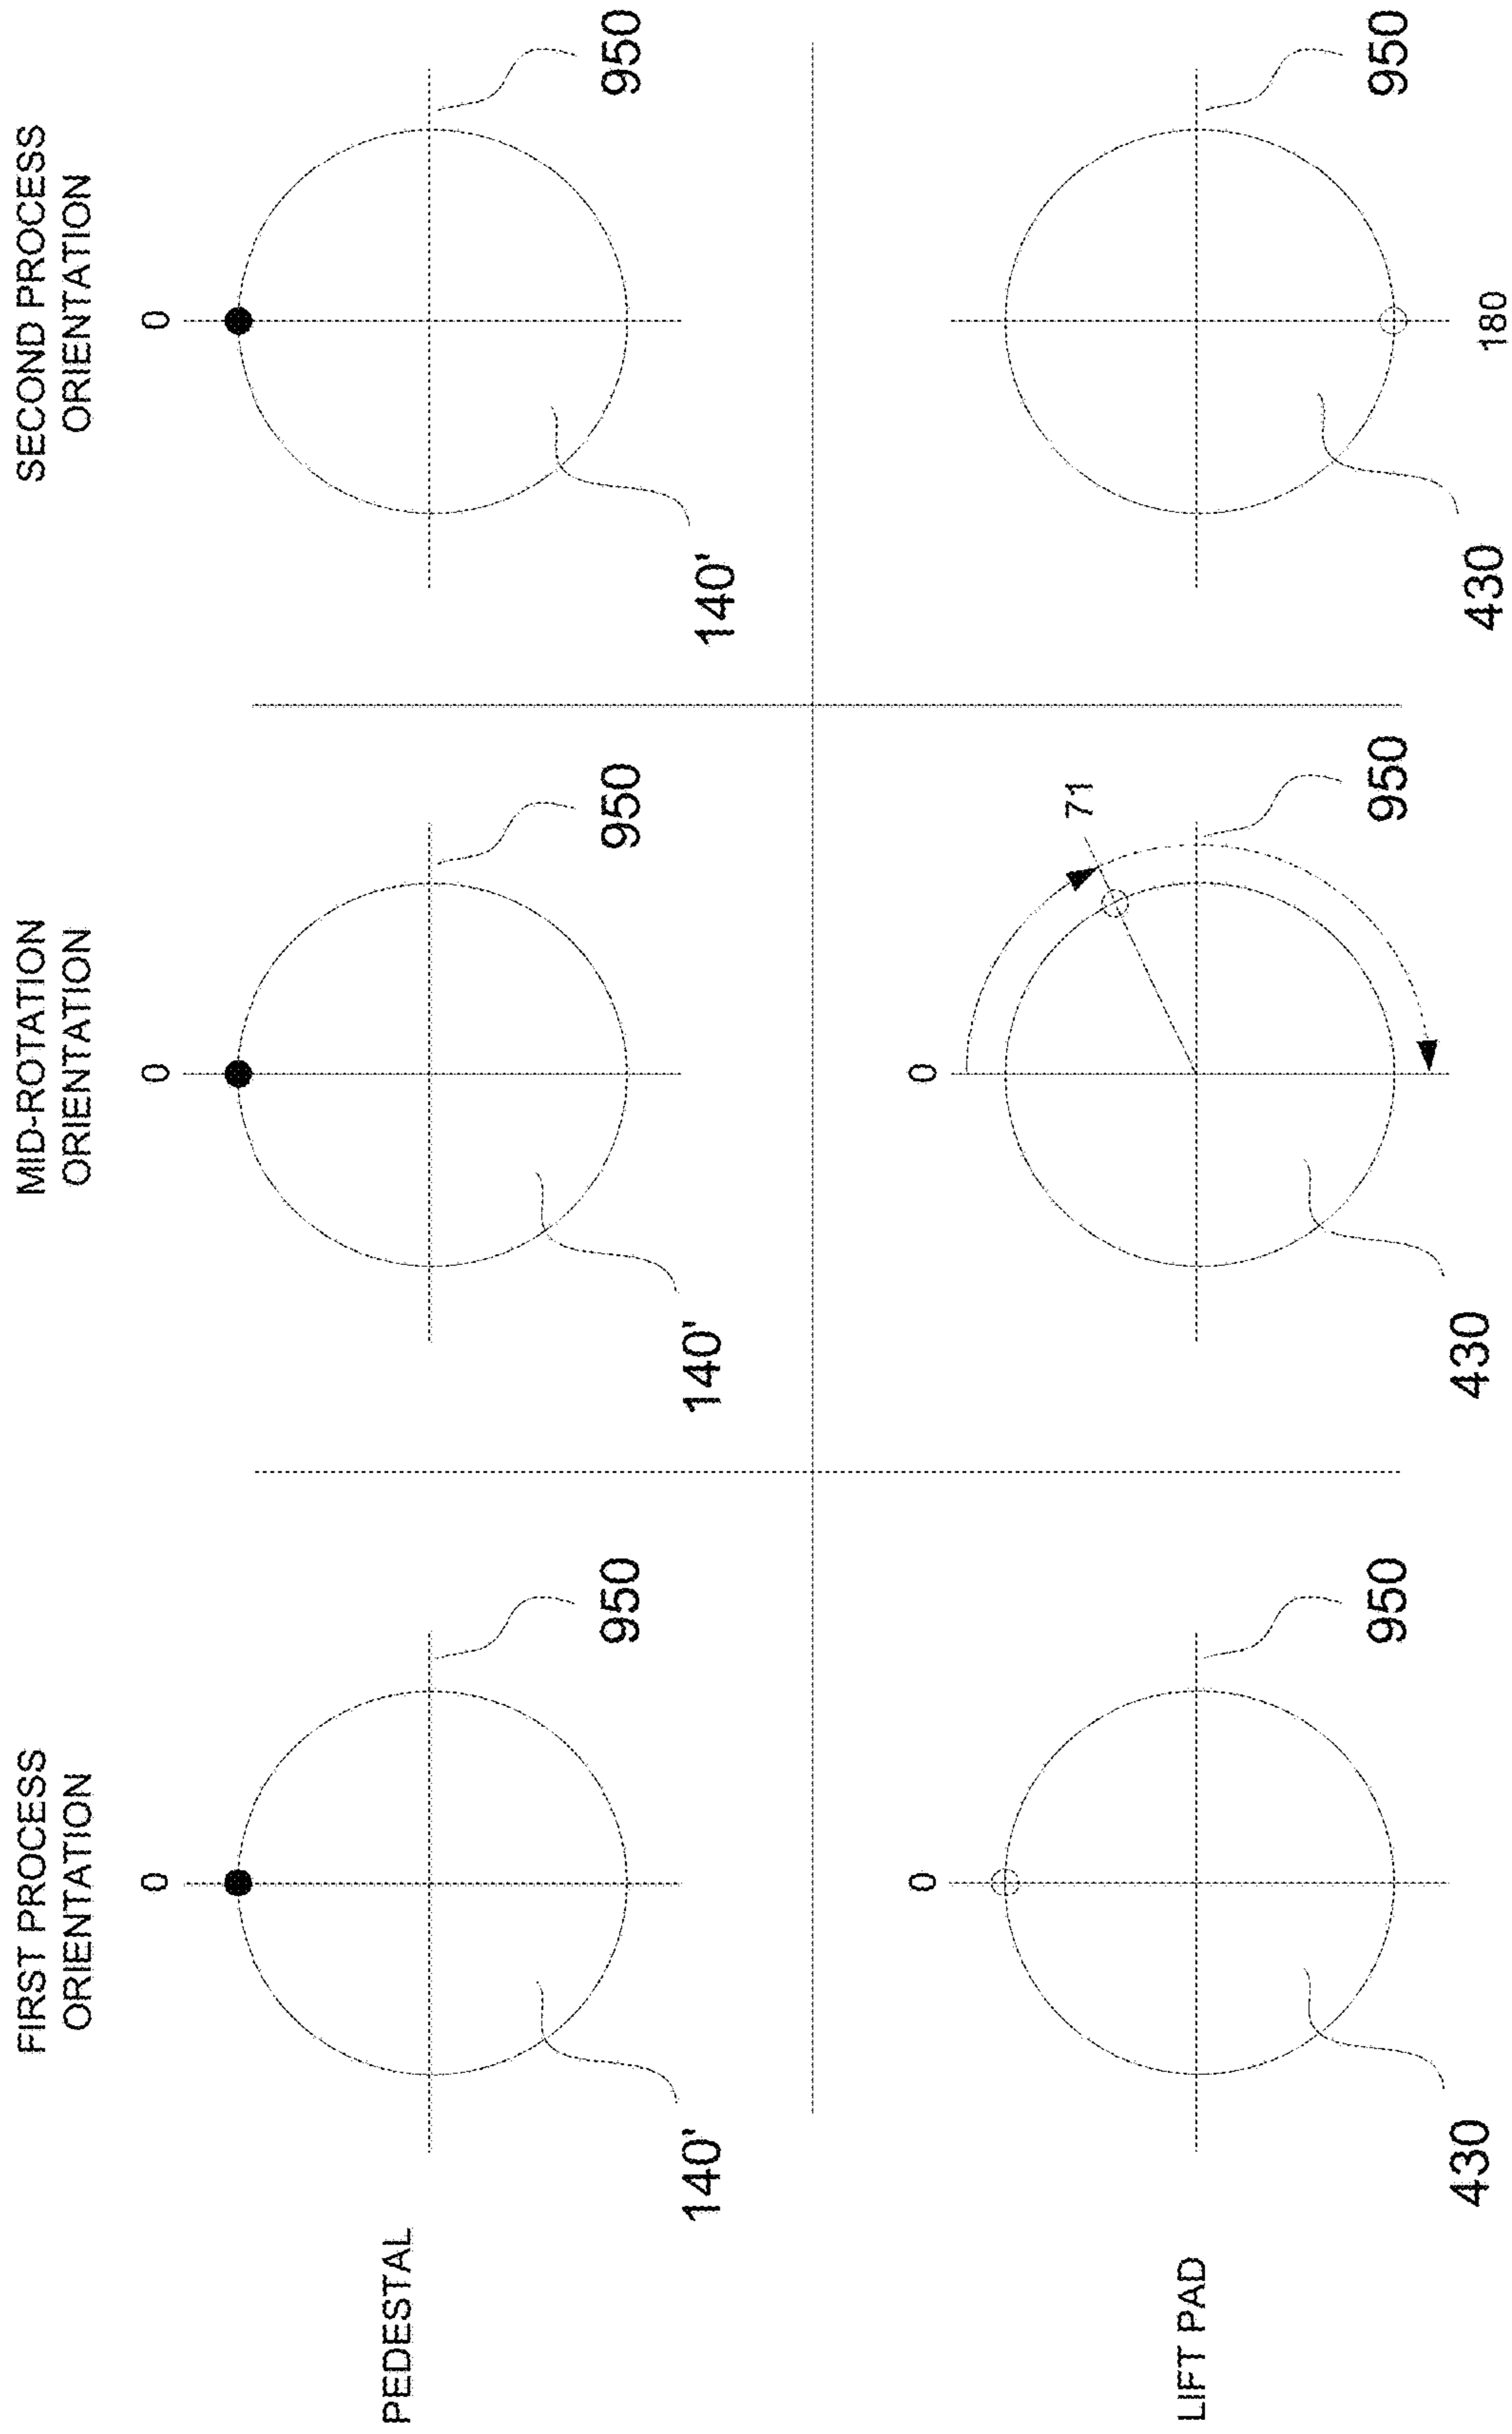 FIRST PROCESS
ORIENTATION
MID-ROTATION
ORIENTATION
SECOND PROCESS
ORIENTATION
0
0
0
PEDESTAL
950
950
950
140'
140'
140'
0
0
71
LIFT PAD
950
950
950
430
430
430
180